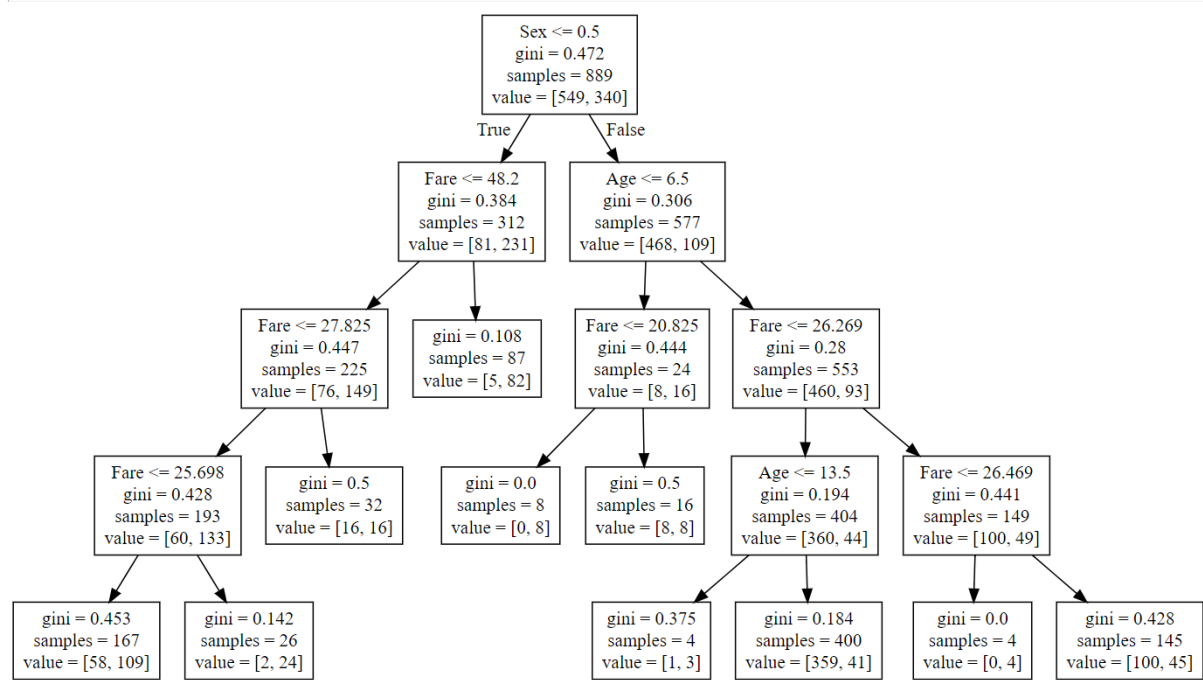 Sex <= 0.5
gini = 0.472
samples = 889
value = [549, 340]
True
False
Fare <= 48.2
gini = 0.384
samples = 312
value = [81, 231]
Age <= 6.5
gini = 0.306
samples = 577
value = [468, 109]
Fare <= 27.825
gini = 0.447
samples = 225
value = [76, 149]
gini = 0.108
samples = 87
value = [5, 82]
Fare <= 20.825
gini = 0.444
samples = 24
value = [8, 16]
Fare <= 26.269
gini = 0.28
samples = 553
value = [460, 93]
Fare <= 25.698
gini = 0.428
samples = 193
value = [60, 133]
gini = 0.5
samples = 32
value = [16, 16]
gini = 0.0
samples = 8
value = [0, 8]
gini = 0.5
samples = 16
value = [8, 8]
Age <= 13.5
gini = 0.194
samples = 404
value = [360, 44]
Fare <= 26.469
gini = 0.441
samples = 149
value = [100, 49]
gini = 0.453
samples = 167
value = [58, 109]
gini = 0.142
samples = 26
value = [2, 24]
gini = 0.375
samples = 4
value = [1, 3]
gini = 0.184
samples = 400
value = [359, 41]
gini = 0.0
samples = 4
value = [0, 4]
gini = 0.428
samples = 145
value = [100, 45]